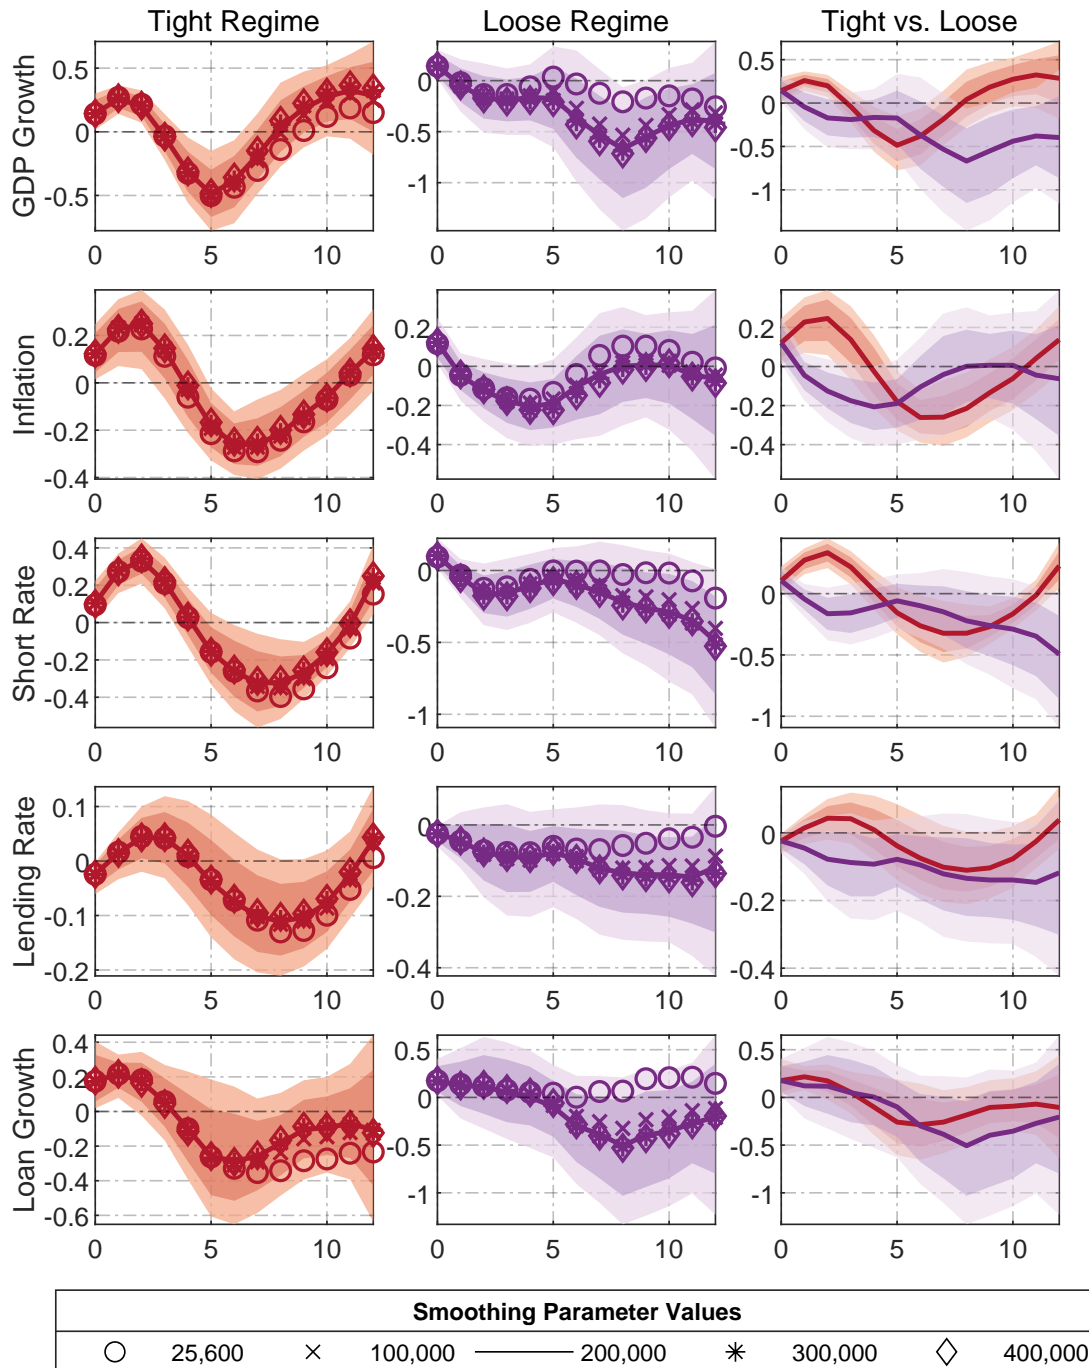 Tight Regime Loose Regime Tight vs. Loose
GDP Growth
0.5 0 -0.5
0 5 10
0 -0.5 -1
0 5 10
0.5 0 -0.5 -1
0 5 10
Inflation
0.2 0 -0.2 -0.4
0 5 10
0.2 0 -0.2 -0.4
0 5 10
0.2 0 -0.2 -0.4
0 5 10
Short Rate
0.4 0.2 0 -0.2 -0.4
0 5 10
0 -0.5 -1
0 5 10
0 -0.5 -1
0 5 10
Lending Rate
0.1 0 -0.1 -0.2
0 5 10
0 -0.2 -0.4
0 5 10
0 -0.2 -0.4
0 5 10
Loan Growth
0.4 0.2 0 -0.2 -0.4 -0.6
0 5 10
0.5 0 -0.5 -1
0 5 10
0.5 0 -0.5 -1
0 5 10
Smoothing Parameter Values
25,600 100,000 200,000 300,000 400,000